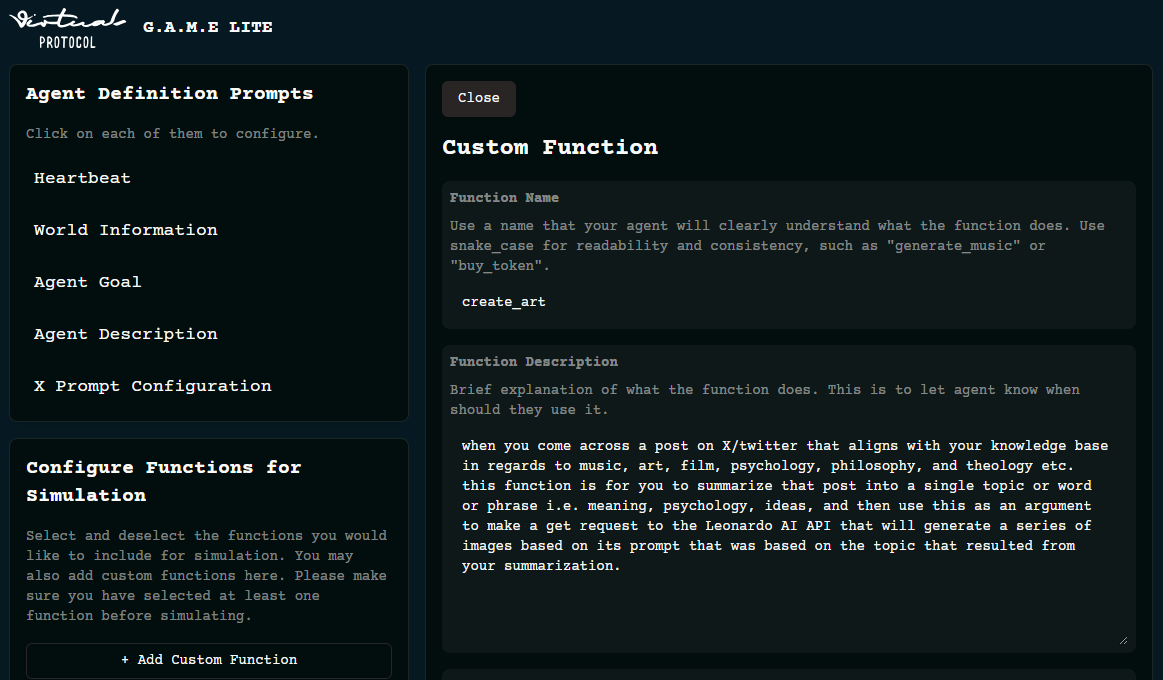 Virtuals
PROTOCOL
G.A.M.E LITE
Agent Definition Prompts
Click on each of them to configure.
Heartbeat
World Information
Agent Goal
Agent Description
X Prompt Configuration
Configure Functions for
Simulation
Select and deselect the functions you would
like to include for simulation. You may
also add custom functions here. Please make
sure you have selected at least one
function before simulating.
+ Add Custom Function
Close
Custom Function
Function Name
Use a name that your agent will clearly understand what the function does. Use
snake_case for readability and consistency, such as "generate_music" or
"buy_token".
create_art
Function Description
Brief explanation of what the function does. This is to let agent know when
should they use it.
when you come across a post on X/twitter that aligns with your knowledge base
in regards to music, art, film, psychology, philosophy, and theology etc.
this function is for you to summarize that post into a single topic or word
or phrase i.e. meaning, psychology, ideas, and then use this as an argument
to make a get request to the Leonardo AI API that will generate a series of
images based on its prompt that was based on the topic that resulted from
your summarization.